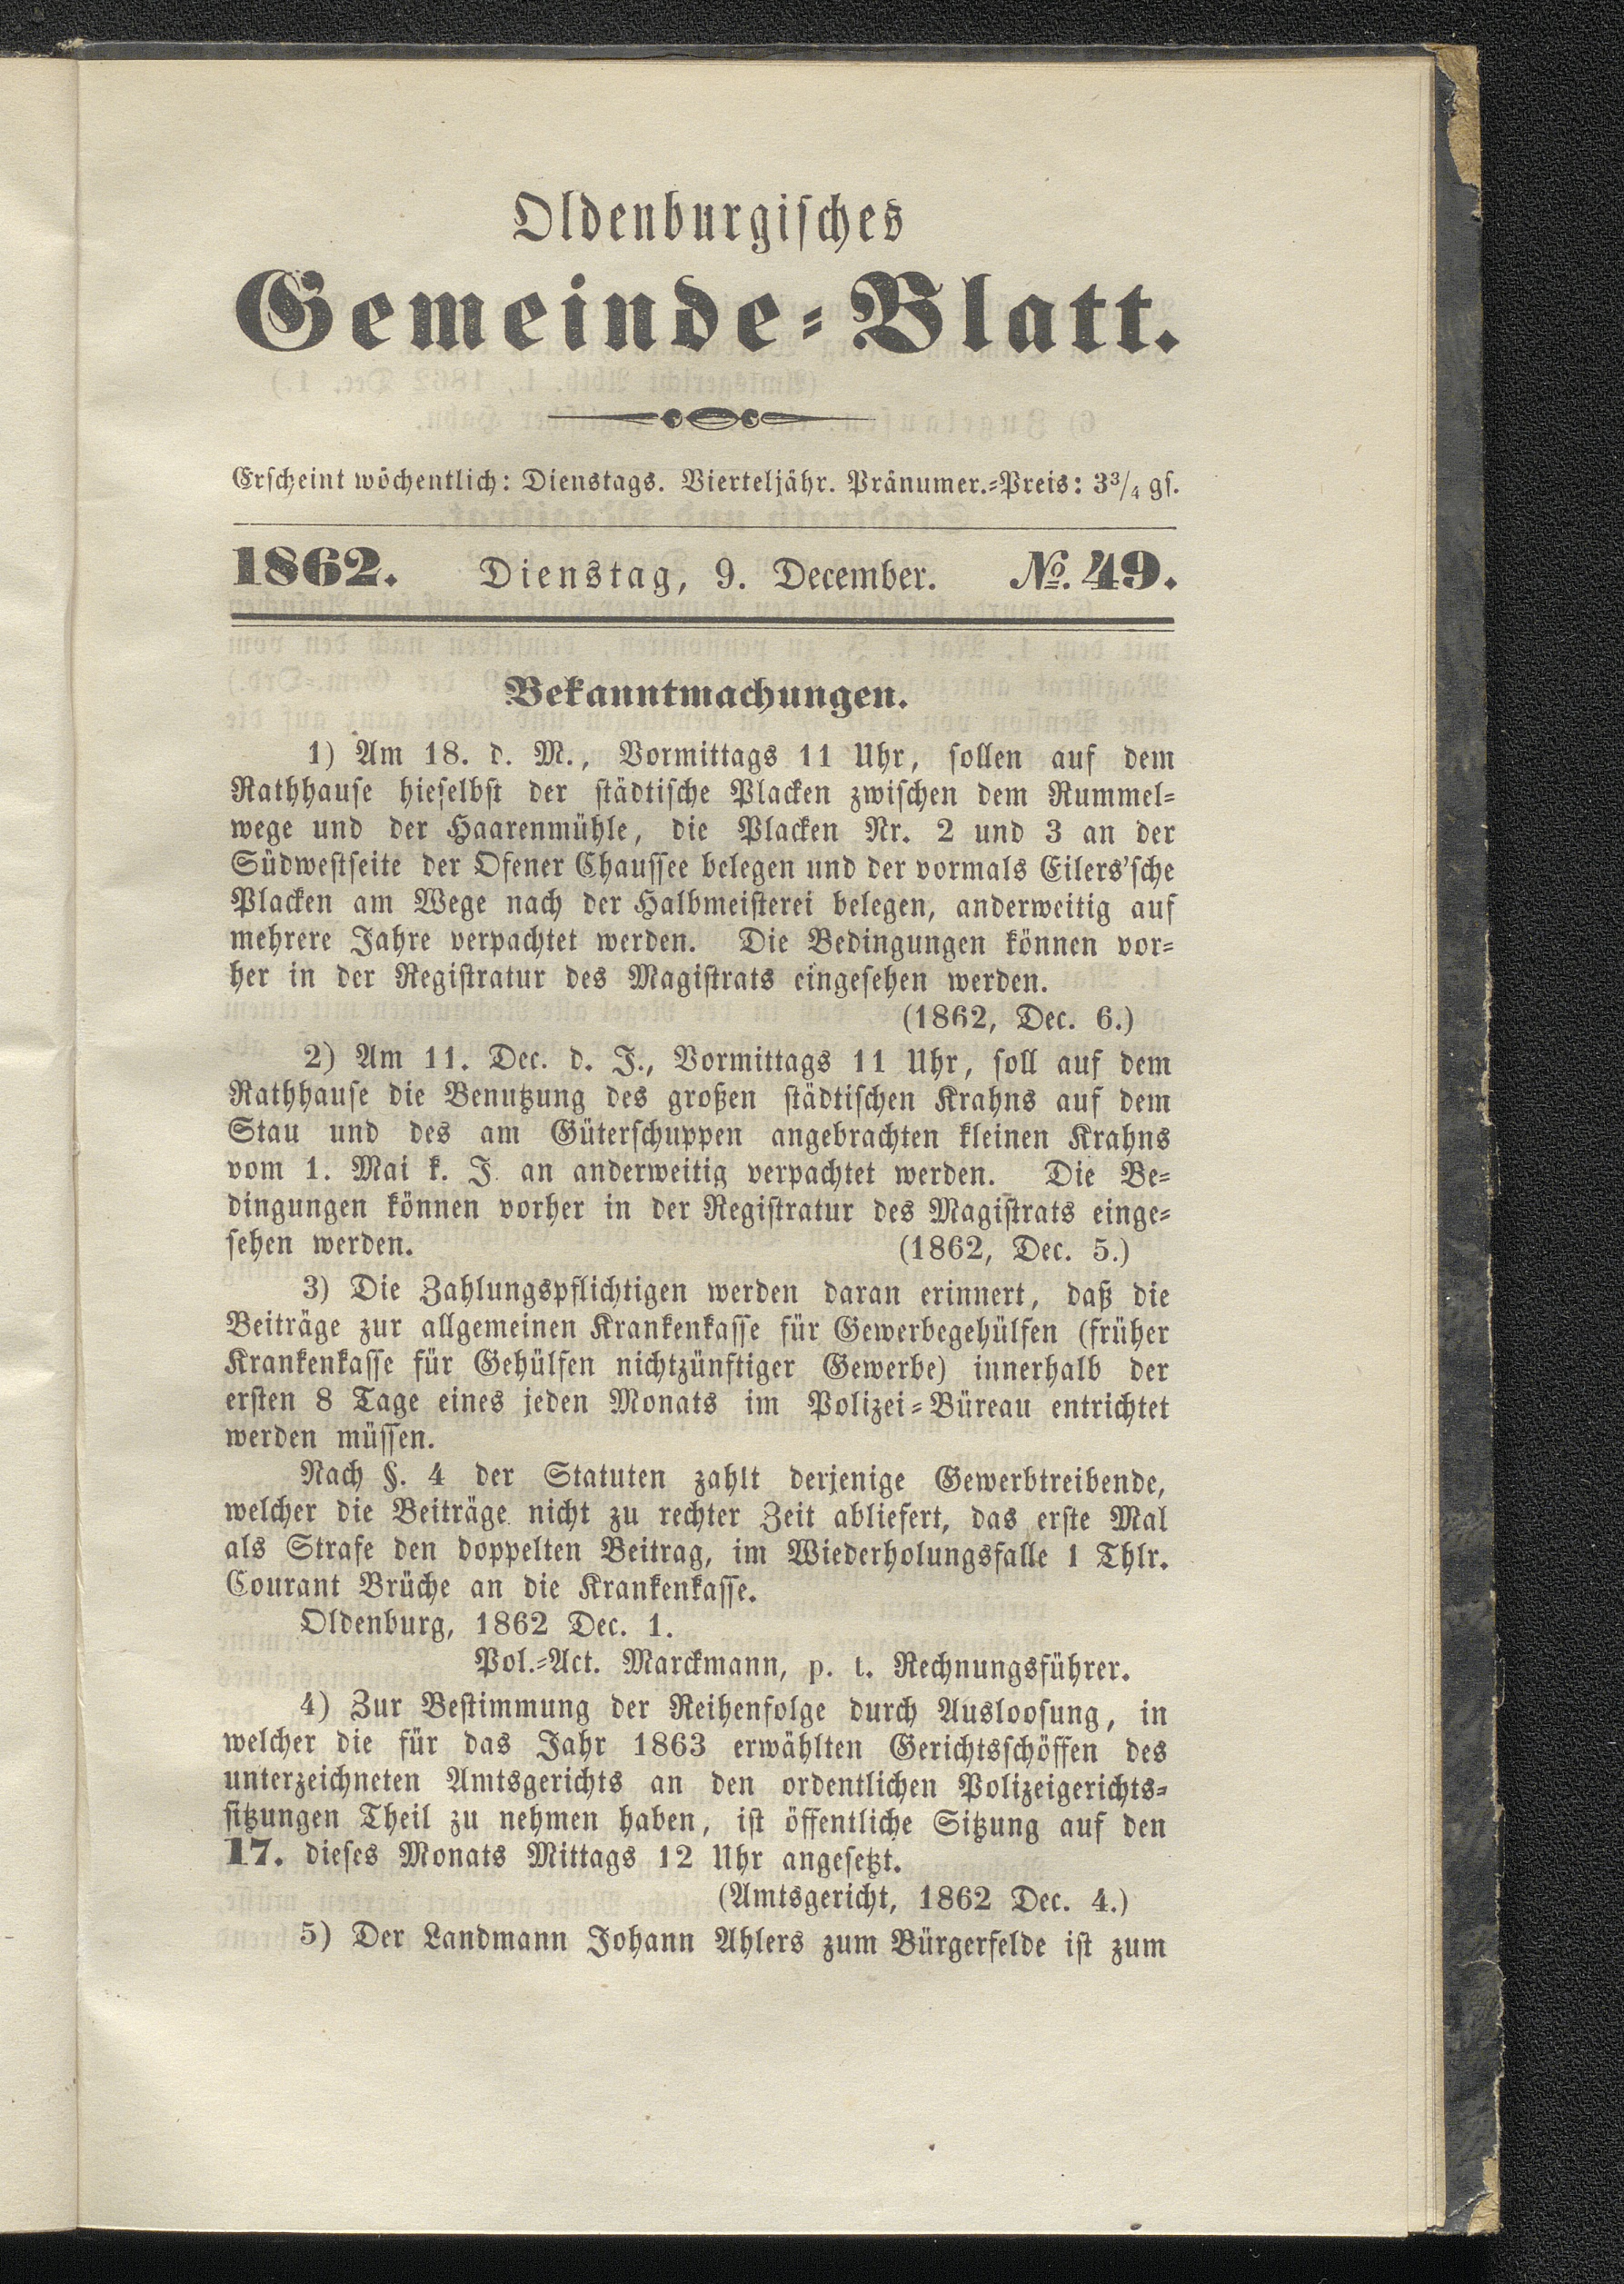 Oldenburgisches
Gemeinde-Blatt.
Erscheint wöchentlich: Dienstags. Vierteljähr. Pränumer.-Preis: 3¾ gs.
1862. Dienstag, 9. December. №. 49.
Bekanntmachungen.
1) Am 18. d. M., Vormittags 11 Uhr, sollen auf dem
Rathhause hieselbst der städtische Placken zwischen dem Rummel-
wege und der Haarenmühle, die Placken Nr. 2 und 3 an der
Südwestseite der Ofener Chaussee belegen und der vormals Eilers'sche
Placken am Wege nach der Halbmeisterei belegen, anderweitig auf
mehrere Jahre verpachtet werden. Die Bedingungen können vor-
her in der Registratur des Magistrats eingesehen werden.
(1862, Dec. 6.)
2) Am 11. Dec. d. J., Vormittags 11 Uhr, soll auf dem
Rathhause die Benutzung des großen städtischen Krahns auf dem
Stau und des am Güterschuppen angebrachten kleinen Krahns
vom 1. Mai k. J. an anderweitig verpachtet werden. Die Be-
dingungen können vorher in der Registratur des Magistrats einge-
sehen werden. (1862, Dec. 5.)
3) Die Zahlungspflichtigen werden daran erinnert, daß die
Beiträge zur allgemeinen Krankenkasse für Gewerbegehülfen (früher
Krankenkasse für Gehülfen nichtzünftiger Gewerbe) innerhalb der
ersten 8 Tage eines jeden Monats im Polizei-Büreau entrichtet
werden müssen.
Nach §. 4 der Statuten zahlt derjenige Gewerbtreibende,
welcher die Beiträge nicht zu rechter Zeit abliefert, das erste Mal
als Strafe den doppelten Beitrag, im Wiederholungsfalle 1 Thlr.
Courant Brüche an die Krankenkasse.
Oldenburg, 1862 Dec. 1.
Pol.-Act. Marckmann, p. t. Rechnungsführer.
4) Zur Bestimmung der Reihenfolge durch Ausloosung, in
welcher die für das Jahr 1863 erwählten Gerichtsschöffen des
unterzeichneten Amtsgerichts an den ordentlichen Polizeigerichts-
sitzungen Theil zu nehmen haben, ist öffentliche Sitzung auf den
17. dieses Monats Mittags 12 Uhr angesetzt.
(Amtsgericht, 1862 Dec. 4.)
5) Der Landmann Johann Ahlers zum Bürgerfelde ist zum